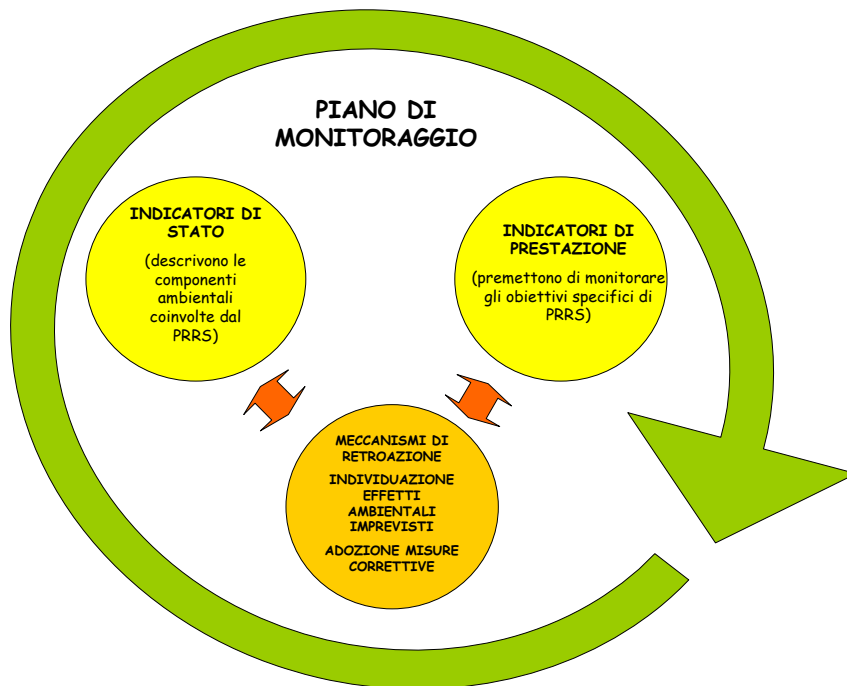 PIANO DI
MONITORAGGIO
INDICATORI DI
STATO
(descrivono le
componenti
ambientali
coinvolte dal
PRRS)
INDICATORI DI
PRESTAZIONE
(premettono di monitorare
gli obiettivi specifici di
PRRS)
MECCANISMI DI
RETROAZIONE
INDIVIDUAZIONE
EFFETTI
AMBIENTALI
IMPREVISTI
ADOZIONE MISURE
CORRETTIVE